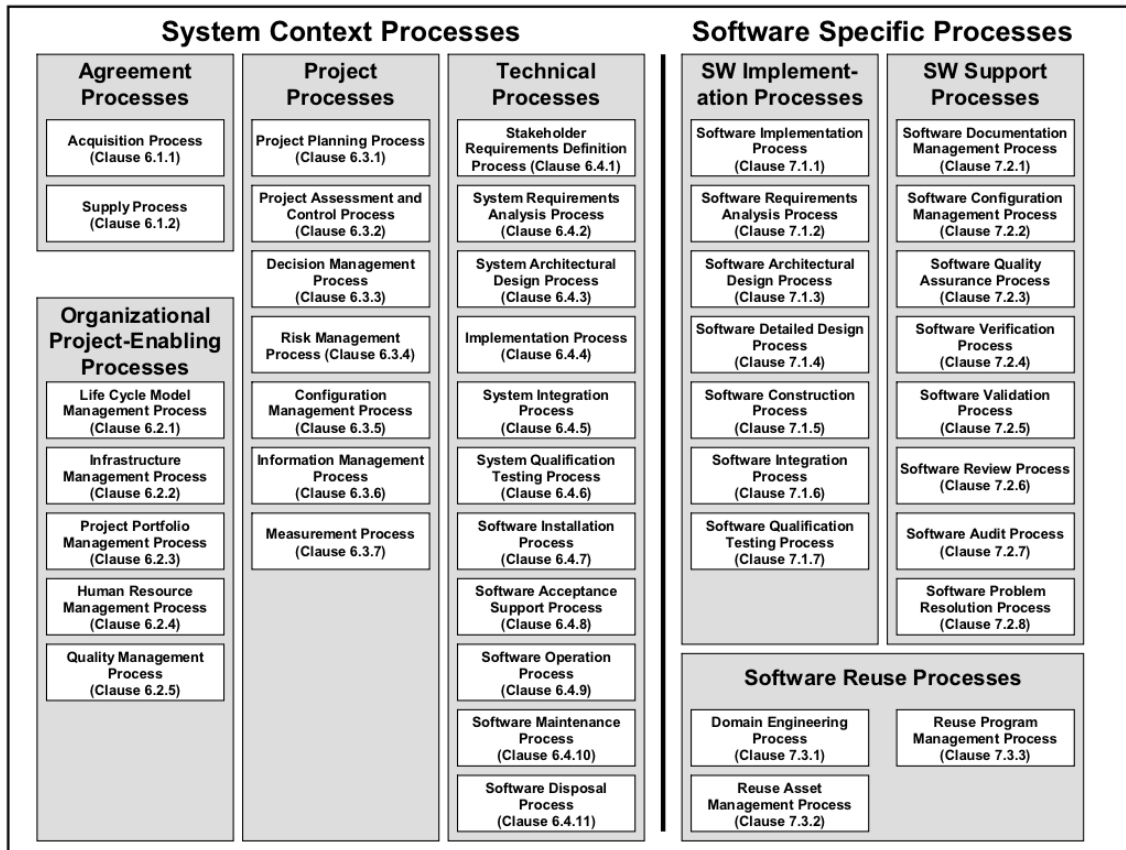 System Context Processes
Software Specific Processes
Agreement
Processes
Acquisition Process
(Clause 6.1.1)
Supply Process
(Clause 6.1.2)
Organizational
Project-Enabling
Processes
Life Cycle Model
Management Process
(Clause 6.2.1)
Infrastructure
Management Process
(Clause 6.2.2)
Project Portfolio
Management Process
(Clause 6.2.3)
Human Resource
Management Process
(Clause 6.2.4)
Quality Management
Process
(Clause 6.2.5)
Project
Processes
Project Planning Process
(Clause 6.3.1)
Project Assessment and
Control Process
(Clause 6.3.2)
Decision Management
Process
(Clause 6.3.3)
Risk Management
Process (Clause 6.3.4)
Configuration
Management Process
(Clause 6.3.5)
Information Management
Process
(Clause 6.3.6)
Measurement Process
(Clause 6.3.7)
Technical
Processes
Stakeholder
Requirements Definition
Process (Clause 6.4.1)
System Requirements
Analysis Process
(Clause 6.4.2)
System Architectural
Design Process
(Clause 6.4.3)
Implementation Process
(Clause 6.4.4)
System Integration
Process
(Clause 6.4.5)
System Qualification
Testing Process
(Clause 6.4.6)
Software Installation
Process
(Clause 6.4.7)
Software Acceptance
Support Process
(Clause 6.4.8)
Software Operation
Process
(Clause 6.4.9)
Software Maintenance
Process
(Clause 6.4.10)
Software Disposal
Process
(Clause 6.4.11)
SW Implement-
ation Processes
Software Implementation
Process
(Clause 7.1.1)
Software Requirements
Analysis Process
(Clause 7.1.2)
Software Architectural
Design Process
(Clause 7.1.3)
Software Detailed Design
Process
(Clause 7.1.4)
Software Construction
Process
(Clause 7.1.5)
Software Integration
Process
(Clause 7.1.6)
Software Qualification
Testing Process
(Clause 7.1.7)
SW Support
Processes
Software Documentation
Management Process
(Clause 7.2.1)
Software Configuration
Management Process
(Clause 7.2.2)
Software Quality
Assurance Process
(Clause 7.2.3)
Software Verification
Process
(Clause 7.2.4)
Software Validation
Process
(Clause 7.2.5)
Software Review Process
(Clause 7.2.6)
Software Audit Process
(Clause 7.2.7)
Software Problem
Resolution Process
(Clause 7.2.8)
Software Reuse Processes
Domain Engineering
Process
(Clause 7.3.1)
Reuse Asset
Management Process
(Clause 7.3.2)
Reuse Program
Management Process
(Clause 7.3.3)